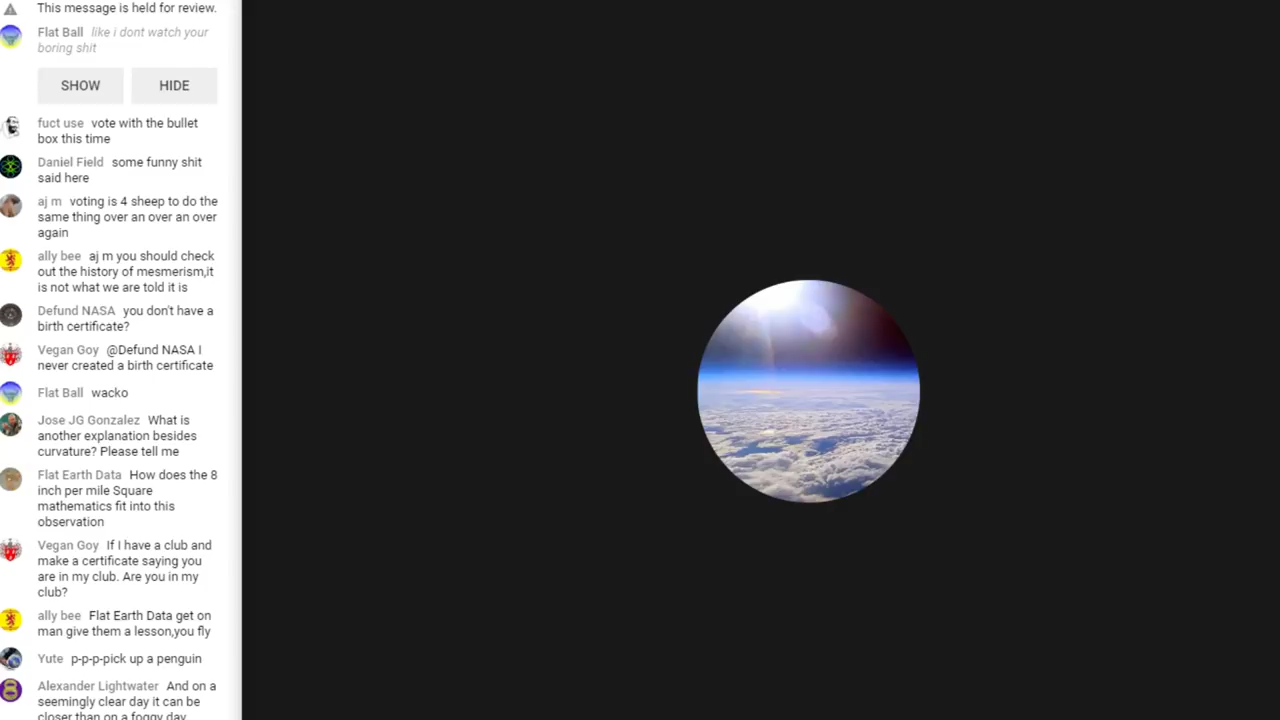 This message is held for review.
Flat Ball like i dont watch your
boring shit
SHOW HIDE
fuct use vote with the bullet
box this time
Daniel Field some funny shit
said here
aj m voting is 4 sheep to do the
same thing over an over an over
again
ally bee aj m you should check
out the history of mesmerism,it
is not what we are told it is
Defund NASA you don't have a
birth certificate?
Vegan Goy @Defund NASA I
never created a birth certificate
Flat Ball wacko
Jose JG Gonzalez What is
another explanation besides
curvature? Please tell me
Flat Earth Data How does the 8
inch per mile Square
mathematics fit into this
observation
Vegan Goy If I have a club and
make a certificate saying you
are in my club. Are you in my
club?
ally bee Flat Earth Data get on
man give them a lesson,you fly
Yute p-p-p-pick up a penguin
Alexander Lightwater And on a
seemingly clear day it can be
closer than on a foggy day